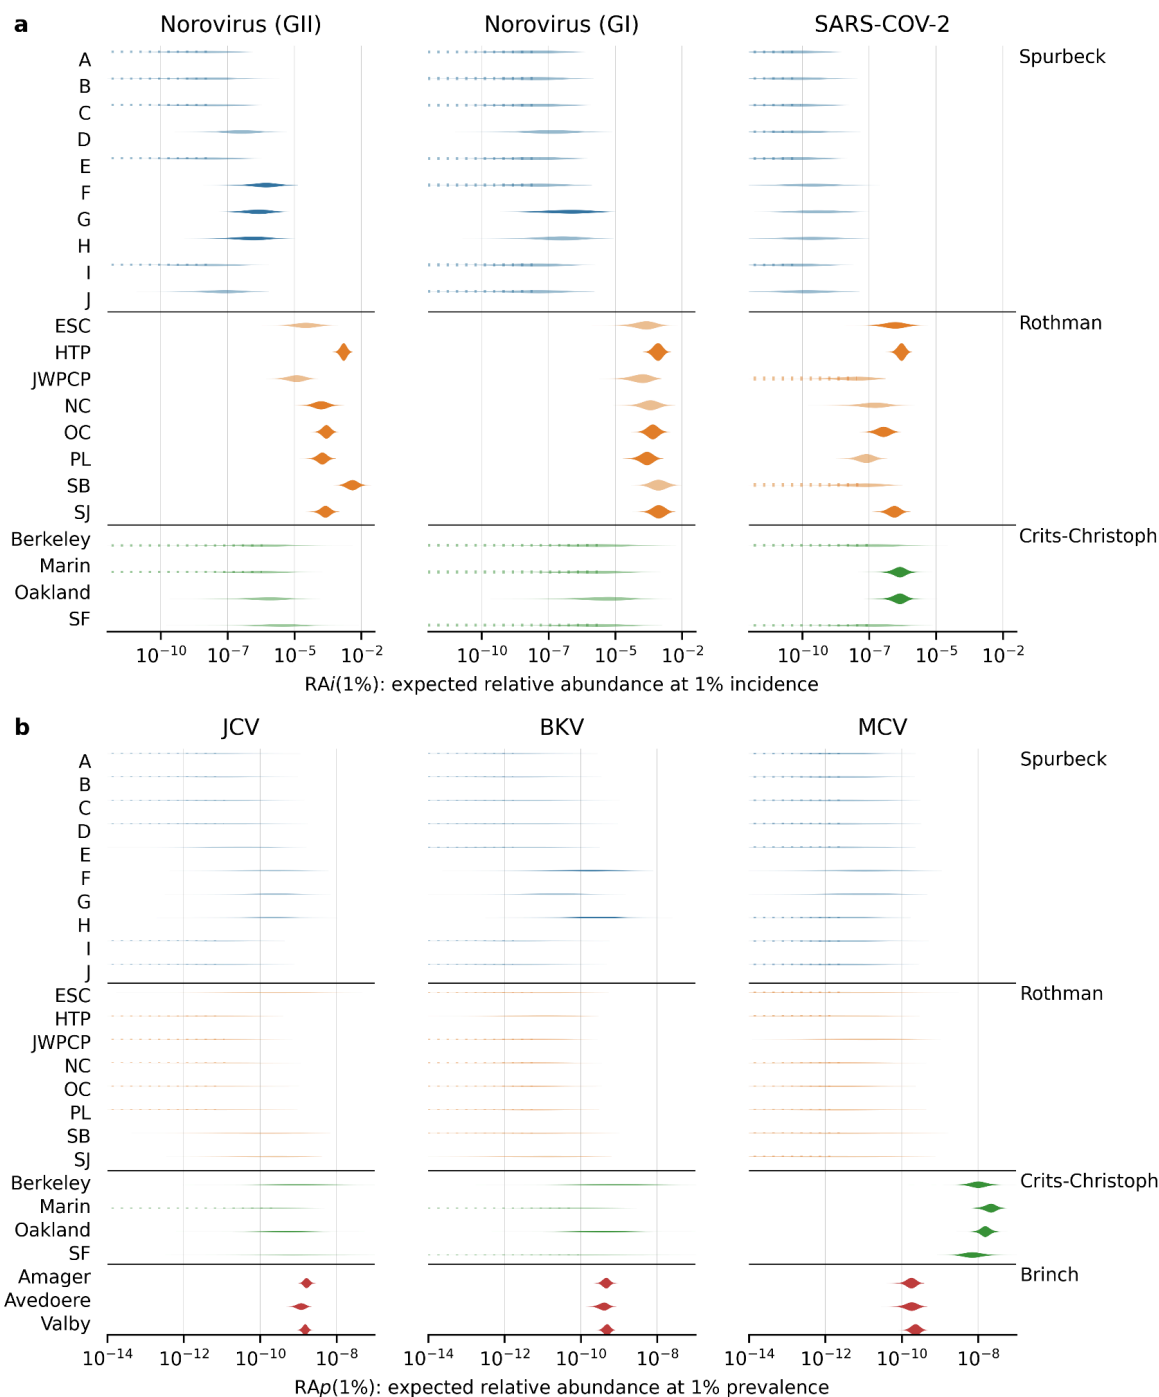 a Norovirus (GII) Norovirus (GI) SARS-COV-2
A Spurbeck
B
C
D
E
F
G
H
I
J
ESC Rothman
HTP
JWPCP
NC
OC
PL
SB
SJ
Berkeley Crits-Christoph
Marin
Oakland
SF
10⁻¹⁰ 10⁻⁷ 10⁻⁵ 10⁻² 10⁻¹⁰ 10⁻⁷ 10⁻⁵ 10⁻² 10⁻¹⁰ 10⁻⁷ 10⁻⁵ 10⁻²
RAi(1%): expected relative abundance at 1% incidence
b JCV BKV MCV
A Spurbeck
B
C
D
E
F
G
H
I
J
ESC Rothman
HTP
JWPCP
NC
OC
PL
SB
SJ
Berkeley Crits-Christoph
Marin
Oakland
SF
Amager Brinch
Avedoere
Valby
10⁻¹⁴ 10⁻¹² 10⁻¹⁰ 10⁻⁸ 10⁻¹⁴ 10⁻¹² 10⁻¹⁰ 10⁻⁸ 10⁻¹⁴ 10⁻¹² 10⁻¹⁰ 10⁻⁸
RAp(1%): expected relative abundance at 1% prevalence